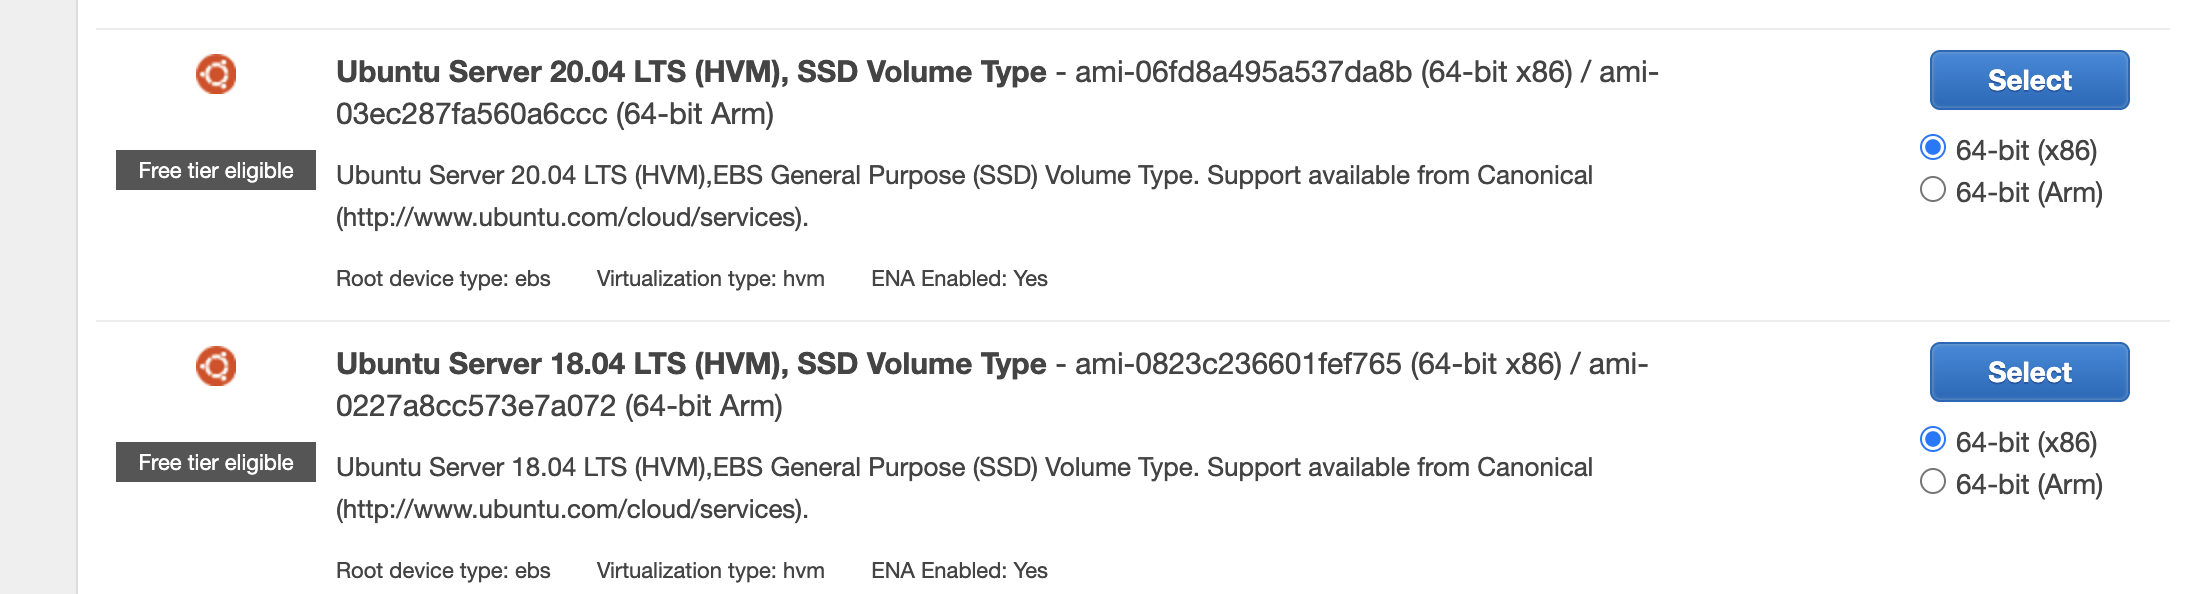 Ubuntu Server 20.04 LTS (HVM), SSD Volume Type - ami-06fd8a495a537da8b (64-bit x86) / ami-
03ec287fa560a6ccc (64-bit Arm)
Select
64-bit (x86)
64-bit (Arm)
Free tier eligible
Ubuntu Server 20.04 LTS (HVM),EBS General Purpose (SSD) Volume Type. Support available from Canonical
(http://www.ubuntu.com/cloud/services).
Root device type: ebs Virtualization type: hvm ENA Enabled: Yes
Ubuntu Server 18.04 LTS (HVM), SSD Volume Type - ami-0823c236601fef765 (64-bit x86) / ami-
0227a8cc573e7a072 (64-bit Arm)
Select
64-bit (x86)
64-bit (Arm)
Free tier eligible
Ubuntu Server 18.04 LTS (HVM),EBS General Purpose (SSD) Volume Type. Support available from Canonical
(http://www.ubuntu.com/cloud/services).
Root device type: ebs Virtualization type: hvm ENA Enabled: Yes